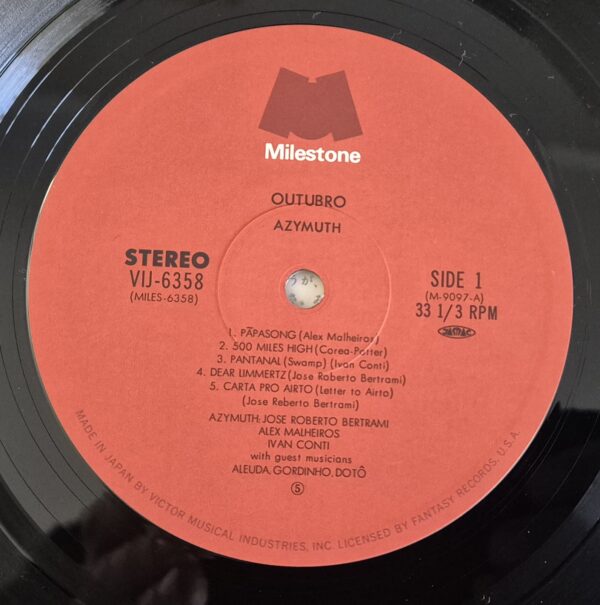 Milestone
OUTUBRO
AZYMUTH
STEREO
VIJ-6358
(MILES-6358)
SIDE 1
(M-9097-A)
33 1/3 RPM
JASRAC
1. PĀPASONG (Alex Malheiros)
2. 500 MILES HIGH (Corea-Potter)
3. PANTANAL (Swamp) (Ivan Conti)
4. DEAR LIMMERTZ (Jose Roberto Bertrami)
5. CARTA PRO AIRTO (Letter to Airto)
(Jose Reberto Bertrami)
AZYMUTH: JOSE ROBERTO BERTRAMI
ALEX MALHEIROS
IVAN CONTI
with guest musicians
ALEUDA, GORDINHO, DOTÔ
Ⓢ
MADE IN JAPAN BY VICTOR MUSICAL INDUSTRIES, INC. LICENSED BY FANTASY RECORDS, U.S.A.